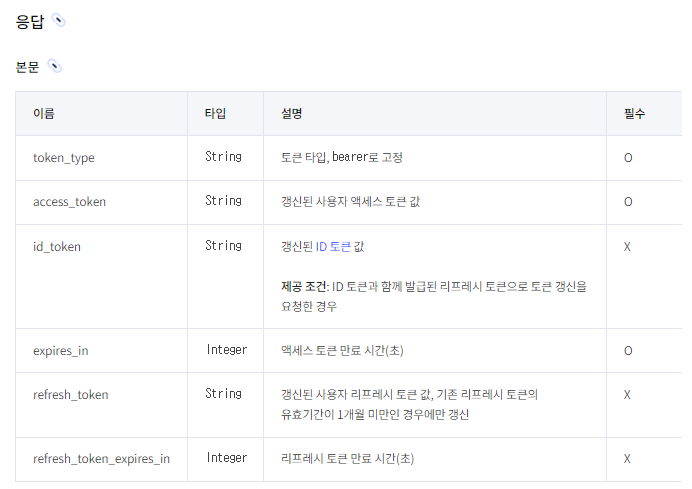 응답
본문
이름 타입 설명 필수
token_type String 토큰 타입, bearer로 고정 O
access_token String 갱신된 사용자 액세스 토큰 값 O
id_token String 갱신된 ID 토큰 값 X
제공 조건: ID 토큰과 함께 발급된 리프레시 토큰으로 토큰 갱신을
요청한 경우
expires_in Integer 액세스 토큰 만료 시간(초) O
refresh_token String 갱신된 사용자 리프레시 토큰 값, 기존 리프레시 토큰의 X
유효기간이 1개월 미만인 경우에만 갱신
refresh_token_expires_in Integer 리프레시 토큰 만료 시간(초) X